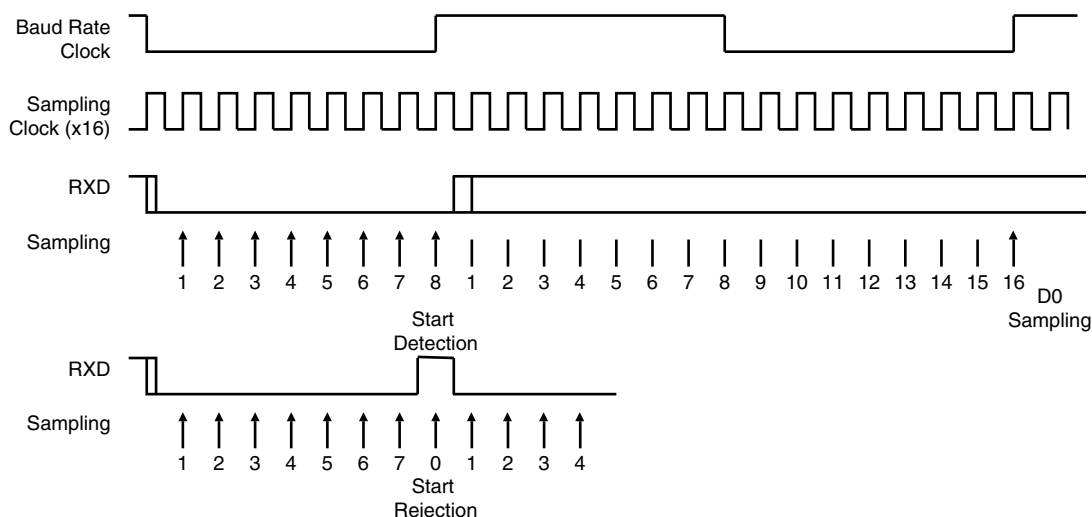 Baud Rate
Clock
Sampling
Clock (x16)
RXD
Sampling
1 2 3 4 5 6 7 8 1 2 3 4 5 6 7 8 9 10 11 12 13 14 15 16
D0
Sampling
Start
Detection
RXD
Sampling
1 2 3 4 5 6 7 0 1 2 3 4
Start
Rejection